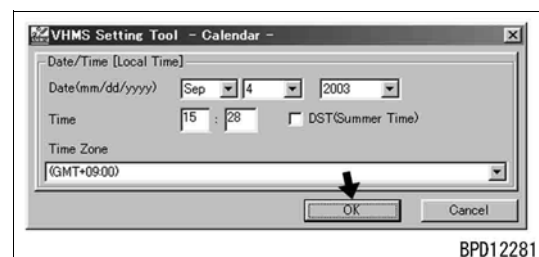 VHMS Setting Tool - Calendar -
Date/Time [Local Time]
Date(mm/dd/yyyy) Sep 4 2003
Time 15 : 28 DST(Summer Time)
Time Zone
(GMT+09:00)
OK Cancel
BPD12281